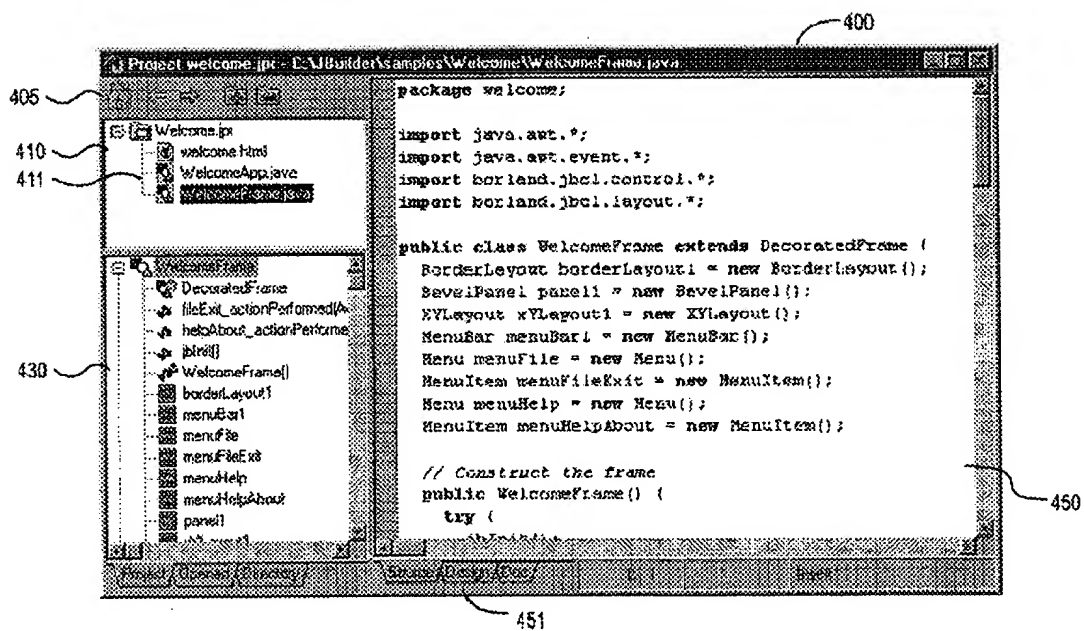 400
Project welcome.jpr - E:\JBuilder\samples\Welcome\WelcomeFrame.java
405
410
411
Welcome.jpr
welcome.html
WelcomeApp.java
WelcomeFrame.java
430
WelcomeFrame
DecoratedFrame
fileExit_actionPerformed(A
helpAbout_actionPerforme
jbInit()
WelcomeFrame()
borderLayout1
menuBar1
menuFile
menuFileExit
menuHelp
menuHelpAbout
panel1
package welcome;
import java.awt.*;
import java.awt.event.*;
import borland.jbcl.control.*;
import borland.jbcl.layout.*;
public class WelcomeFrame extends DecoratedFrame {
BorderLayout borderLayout1 = new BorderLayout();
BevelPanel panel1 = new BevelPanel();
XYLayout xYLayout1 = new XYLayout();
MenuBar menuBar1 = new MenuBar();
Menu menuFile = new Menu();
MenuItem menuFileExit = new MenuItem();
Menu menuHelp = new Menu();
MenuItem menuHelpAbout = new MenuItem();
// Construct the frame
public WelcomeFrame() {
try {
450
Project Opened Directory
Source Design Doc
451